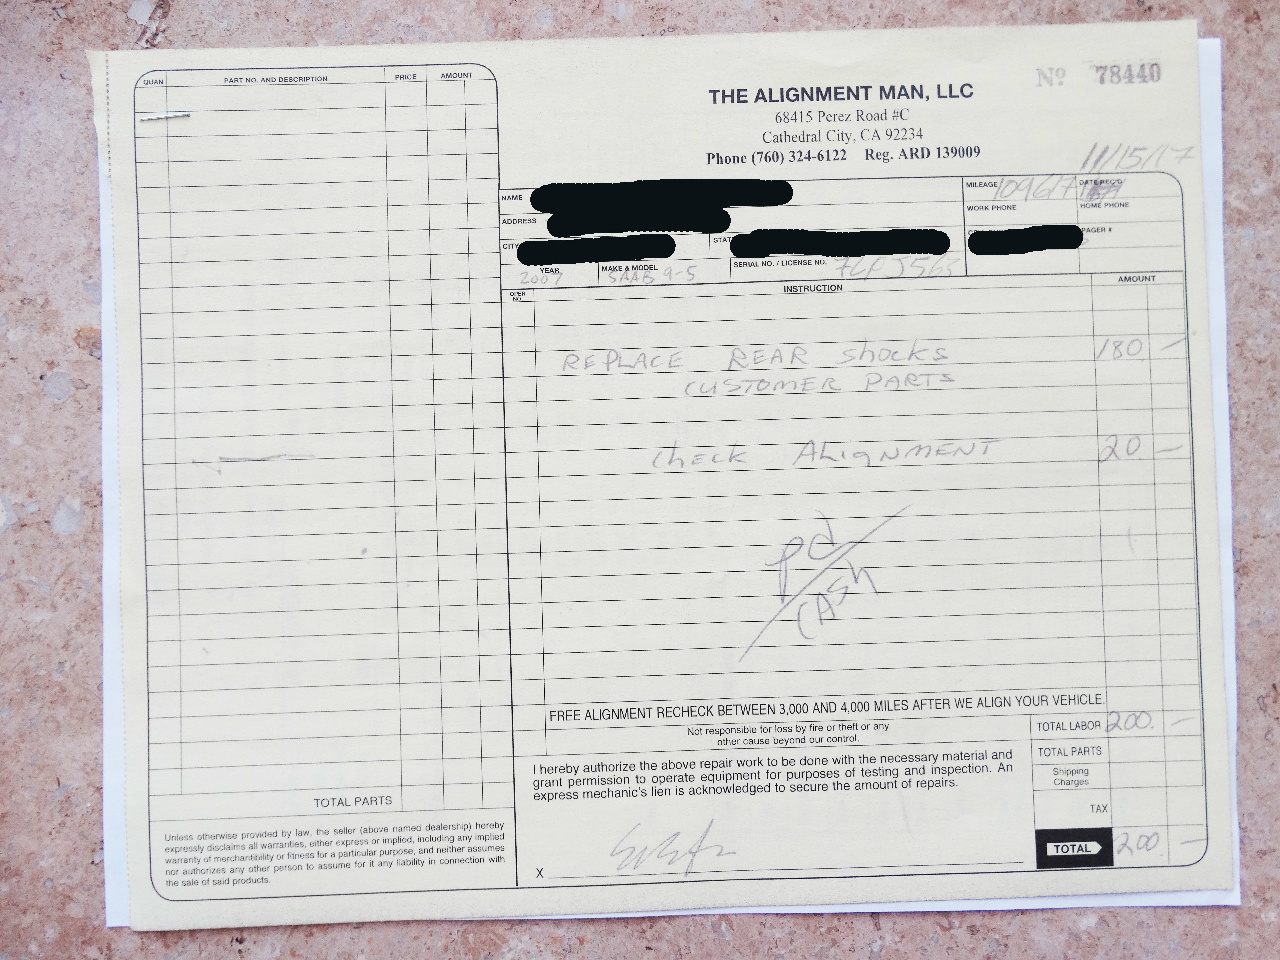 QUAN PART NO. AND DESCRIPTION PRICE AMOUNT
Nº 78440
THE ALIGNMENT MAN, LLC
68415 Perez Road #C
Cathedral City, CA 92234
Phone (760) 324-6122 Reg. ARD 139009
11/15/17
NAME
MILEAGE 109617 DATE REC'D
ADDRESS
WORK PHONE HOME PHONE
CITY STAT PAGER #
YEAR MAKE & MODEL SERIAL NO. / LICENSE NO.
2007 SAAB 9-5
OPER NO. INSTRUCTION AMOUNT
REPLACE REAR shocks 180 —
CUSTOMER PARTS
check ALIGNMENT 20 —
pd
CASH
FREE ALIGNMENT RECHECK BETWEEN 3,000 AND 4,000 MILES AFTER WE ALIGN YOUR VEHICLE.
Not responsible for loss by fire or theft or any
other cause beyond our control.
TOTAL LABOR 200. —
TOTAL PARTS
Shipping
Charges
TAX
TOTAL 200 —
I hereby authorize the above repair work to be done with the necessary material and
grant permission to operate equipment for purposes of testing and inspection. An
express mechanic's lien is acknowledged to secure the amount of repairs.
X
TOTAL PARTS
Unless otherwise provided by law, the seller (above named dealership) hereby
expressly disclaims all warranties, either express or implied, including any implied
warranty of merchantibility or fitness for a particular purpose, and neither assumes
nor authorizes any other person to assume for it any liability in connection with
the sale of said products.